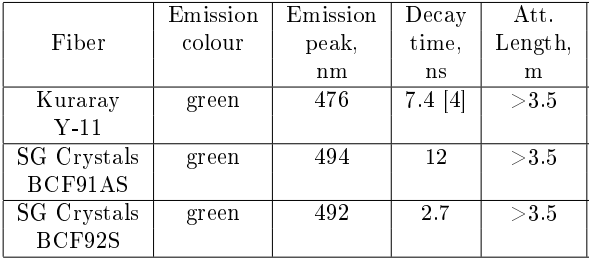 Fiber Emission colour Emission peak, nm Decay time, ns Att. Length, m
Kuraray Y-11 green 476 7.4 [4] >3.5
SG Crystals BCF91AS green 494 12 >3.5
SG Crystals BCF92S green 492 2.7 >3.5